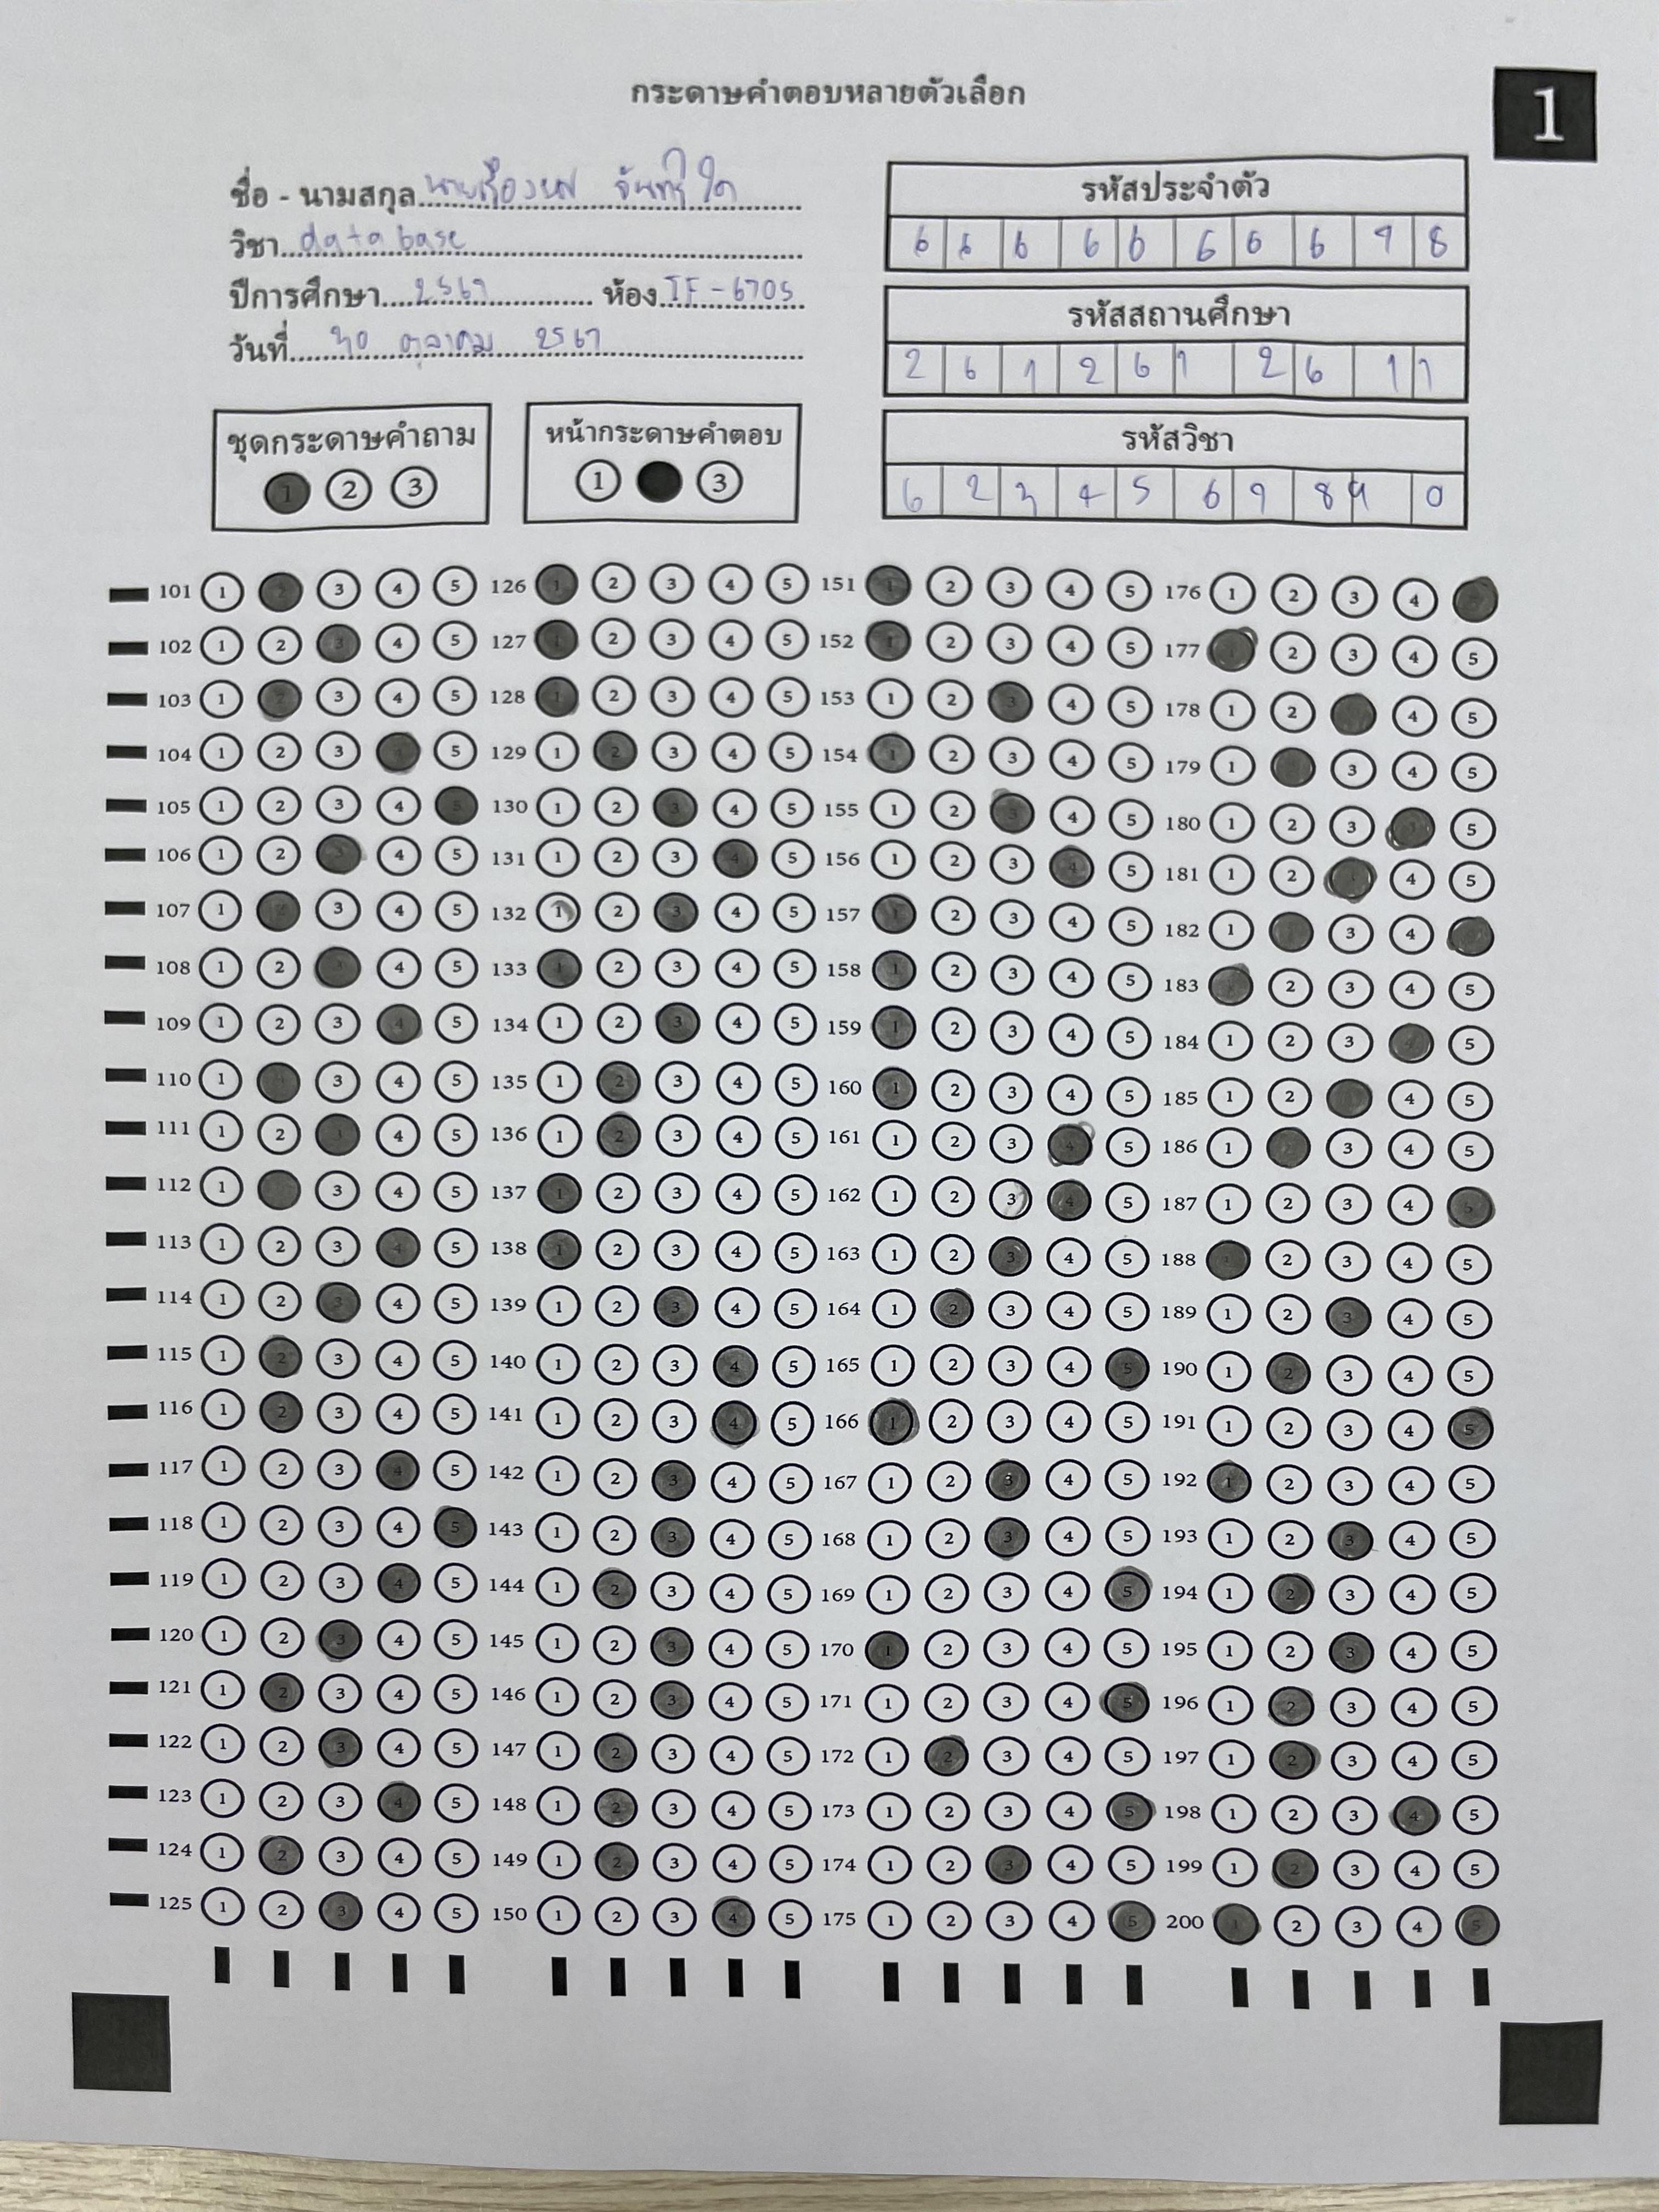 กระดาษคำตอบหลายตัวเลือก
1
ชื่อ - นามสกุล
วิชา database
ปีการศึกษา 2567 ห้อง IF-6705
วันที่ 30 ตุลาคม 2567
รหัสประจำตัว
6 6 6 6 6 6 6 6 9 8
รหัสสถานศึกษา
2 6 1 2 6 1 2 6 1 1
รหัสวิชา
6 2 3 4 5 6 9 8 9 0
ชุดกระดาษคำถาม
1 2 3
หน้ากระดาษคำตอบ
1 3
101 1 2 3 4 5 126 1 2 3 4 5 151 1 2 3 4 5 176 1 2 3 4
102 1 2 3 4 5 127 1 2 3 4 5 152 1 2 3 4 5 177 2 3 4 5
103 1 2 3 4 5 128 1 2 3 4 5 153 1 2 3 4 5 178 1 2 4 5
104 1 2 3 4 5 129 1 2 3 4 5 154 1 2 3 4 5 179 1 3 4 5
105 1 2 3 4 5 130 1 2 3 4 5 155 1 2 3 4 5 180 1 2 3 5
106 1 2 3 4 5 131 1 2 3 4 5 156 1 2 3 4 5 181 1 2 3 4 5
107 1 2 3 4 5 132 1 2 3 4 5 157 1 2 3 4 5 182 1 3 4
108 1 2 3 4 5 133 1 2 3 4 5 158 1 2 3 4 5 183 2 3 4 5
109 1 2 3 4 5 134 1 2 3 4 5 159 1 2 3 4 5 184 1 2 3 4 5
110 1 3 4 5 135 1 2 3 4 5 160 1 2 3 4 5 185 1 2 4 5
111 1 2 3 4 5 136 1 2 3 4 5 161 1 2 3 4 5 186 1 2 3 4 5
112 1 3 4 5 137 1 2 3 4 5 162 1 2 3 4 5 187 1 2 3 4 5
113 1 2 3 4 5 138 1 2 3 4 5 163 1 2 3 4 5 188 1 2 3 4 5
114 1 2 3 4 5 139 1 2 3 4 5 164 1 2 3 4 5 189 1 2 3 4 5
115 1 2 3 4 5 140 1 2 3 4 5 165 1 2 3 4 5 190 1 2 3 4 5
116 1 2 3 4 5 141 1 2 3 4 5 166 1 2 3 4 5 191 1 2 3 4 5
117 1 2 3 4 5 142 1 2 3 4 5 167 1 2 3 4 5 192 1 2 3 4 5
118 1 2 3 4 5 143 1 2 3 4 5 168 1 2 3 4 5 193 1 2 3 4 5
119 1 2 3 4 5 144 1 2 3 4 5 169 1 2 3 4 5 194 1 2 3 4 5
120 1 2 3 4 5 145 1 2 3 4 5 170 1 2 3 4 5 195 1 2 3 4 5
121 1 2 3 4 5 146 1 2 3 4 5 171 1 2 3 4 5 196 1 2 3 4 5
122 1 2 3 4 5 147 1 2 3 4 5 172 1 2 3 4 5 197 1 2 3 4 5
123 1 2 3 4 5 148 1 2 3 4 5 173 1 2 3 4 5 198 1 2 3 4 5
124 1 2 3 4 5 149 1 2 3 4 5 174 1 2 3 4 5 199 1 2 3 4 5
125 1 2 3 4 5 150 1 2 3 4 5 175 1 2 3 4 5 200 1 2 3 4 5